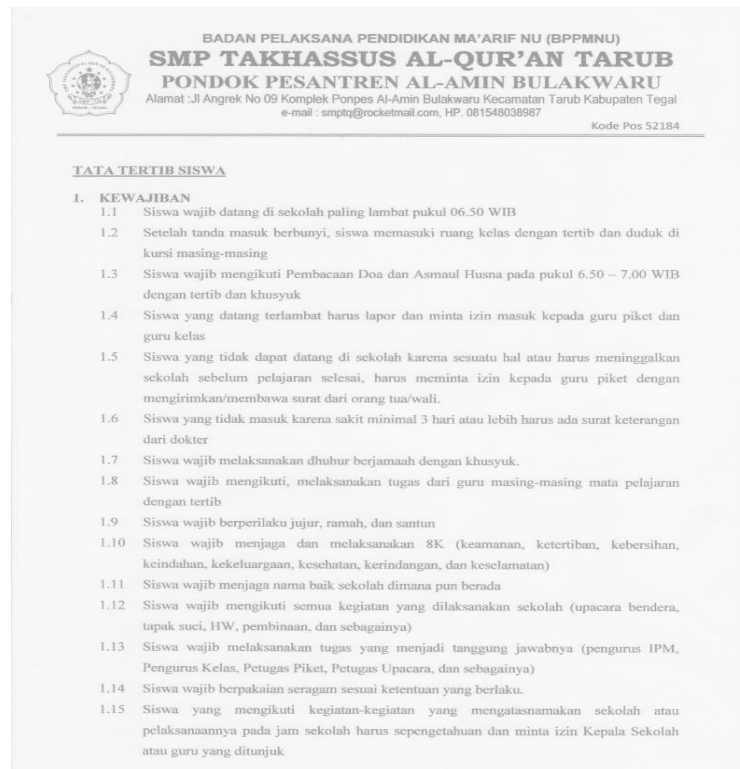 BADAN PELAKSANA PENDIDIKAN MA'ARIF NU (BPPMNU)
SMP TAKHASSUS AL-QUR'AN TARUB
PONDOK PESANTREN AL-AMIN BULAKWARU
Alamat :Jl Angrek No 09 Komplek Ponpes Al-Amin Bulakwaru Kecamatan Tarub Kabupaten Tegal
e-mail : smptq@rocketmail.com, HP. 081548038987
Kode Pos 52184
TATA TERTIB SISWA
1. KEWAJIBAN
1.1 Siswa wajib datang di sekolah paling lambat pukul 06.50 WIB
1.2 Setelah tanda masuk berbunyi, siswa memasuki ruang kelas dengan tertib dan duduk di
kursi masing-masing
1.3 Siswa wajib mengikuti Pembacaan Doa dan Asmaul Husna pada pukul 6.50 – 7.00 WIB
dengan tertib dan khusyuk
1.4 Siswa yang datang terlambat harus lapor dan minta izin masuk kepada guru piket dan
guru kelas
1.5 Siswa yang tidak dapat datang di sekolah karena sesuatu hal atau harus meninggalkan
sekolah sebelum pelajaran selesai, harus meminta izin kepada guru piket dengan
mengirimkan/membawa surat dari orang tua/wali.
1.6 Siswa yang tidak masuk karena sakit minimal 3 hari atau lebih harus ada surat keterangan
dari dokter
1.7 Siswa wajib melaksanakan dhuhur berjamaah dengan khusyuk.
1.8 Siswa wajib mengikuti, melaksanakan tugas dari guru masing-masing mata pelajaran
dengan tertib
1.9 Siswa wajib berperilaku jujur, ramah, dan santun
1.10 Siswa wajib menjaga dan melaksanakan 8K (keamanan, ketertiban, kebersihan,
keindahan, kekeluargaan, kesehatan, kerindangan, dan keselamatan)
1.11 Siswa wajib menjaga nama baik sekolah dimana pun berada
1.12 Siswa wajib mengikuti semua kegiatan yang dilaksanakan sekolah (upacara bendera,
tapak suci, HW, pembinaan, dan sebagainya)
1.13 Siswa wajib melaksanakan tugas yang menjadi tanggung jawabnya (pengurus IPM,
Pengurus Kelas, Petugas Piket, Petugas Upacara, dan sebagainya)
1.14 Siswa wajib berpakaian seragam sesuai ketentuan yang berlaku.
1.15 Siswa yang mengikuti kegiatan-kegiatan yang mengatasnamakan sekolah atau
pelaksanaannya pada jam sekolah harus sepengetahuan dan minta izin Kepala Sekolah
atau guru yang ditunjuk